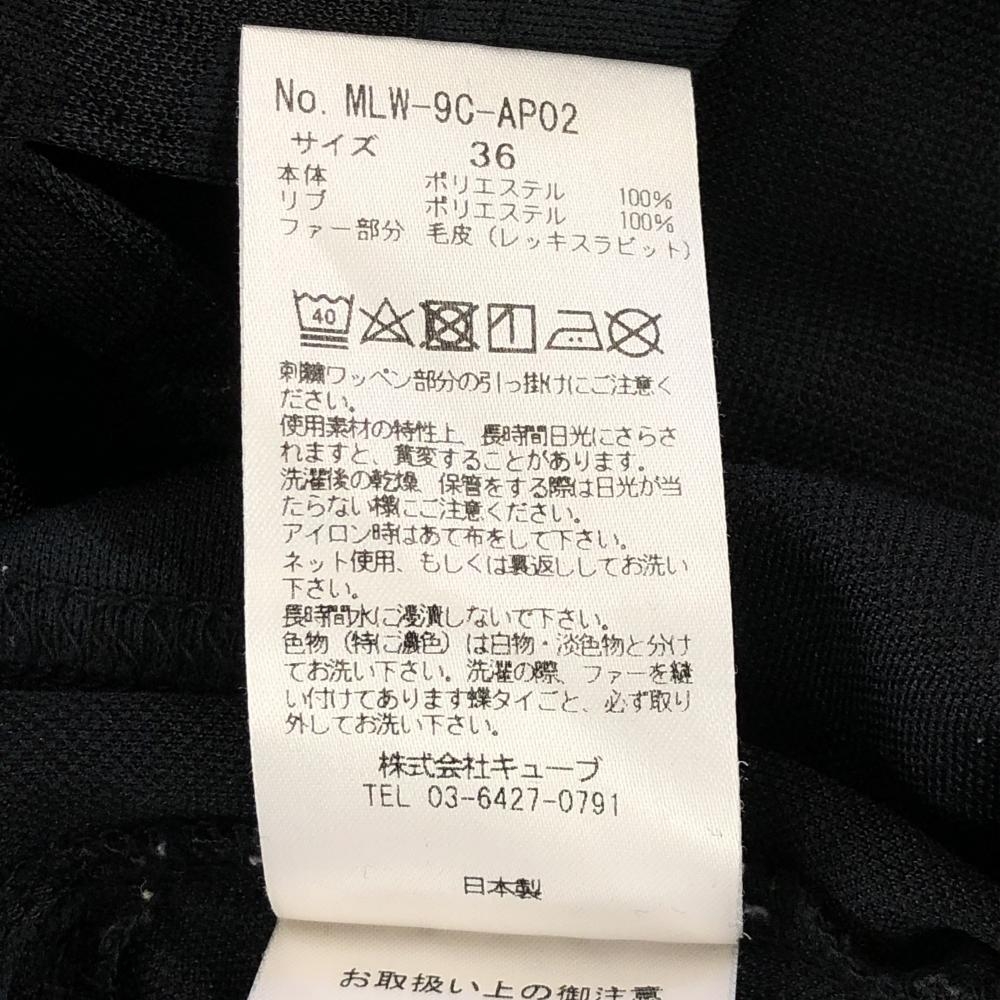 No. MLW-9C-AP02
サイズ 36
本体 ポリエステル 100%
リブ ポリエステル 100%
ファー部分 毛皮(レッキスラビット)
40
刺繍ワッペン部分の引っ掛けにご注意く
ださい。
使用素材の特性上、長時間日光にさらさ
れますと、黄変することがあります。
洗濯後の乾燥、保管をする際は日光が当
たらない様にご注意ください。
アイロン時はあて布をして下さい。
ネット使用、もしくは裏返ししてお洗い
下さい。
長時間水に浸漬しないで下さい。
色物(特に濃色)は白物・淡色物と分け
てお洗い下さい。洗濯の際、ファーを縫
い付けてあります蝶タイごと、必ず取り
外してお洗い下さい。
株式会社キューブ
TEL 03-6427-0791
日本製
お取扱い上の御注意